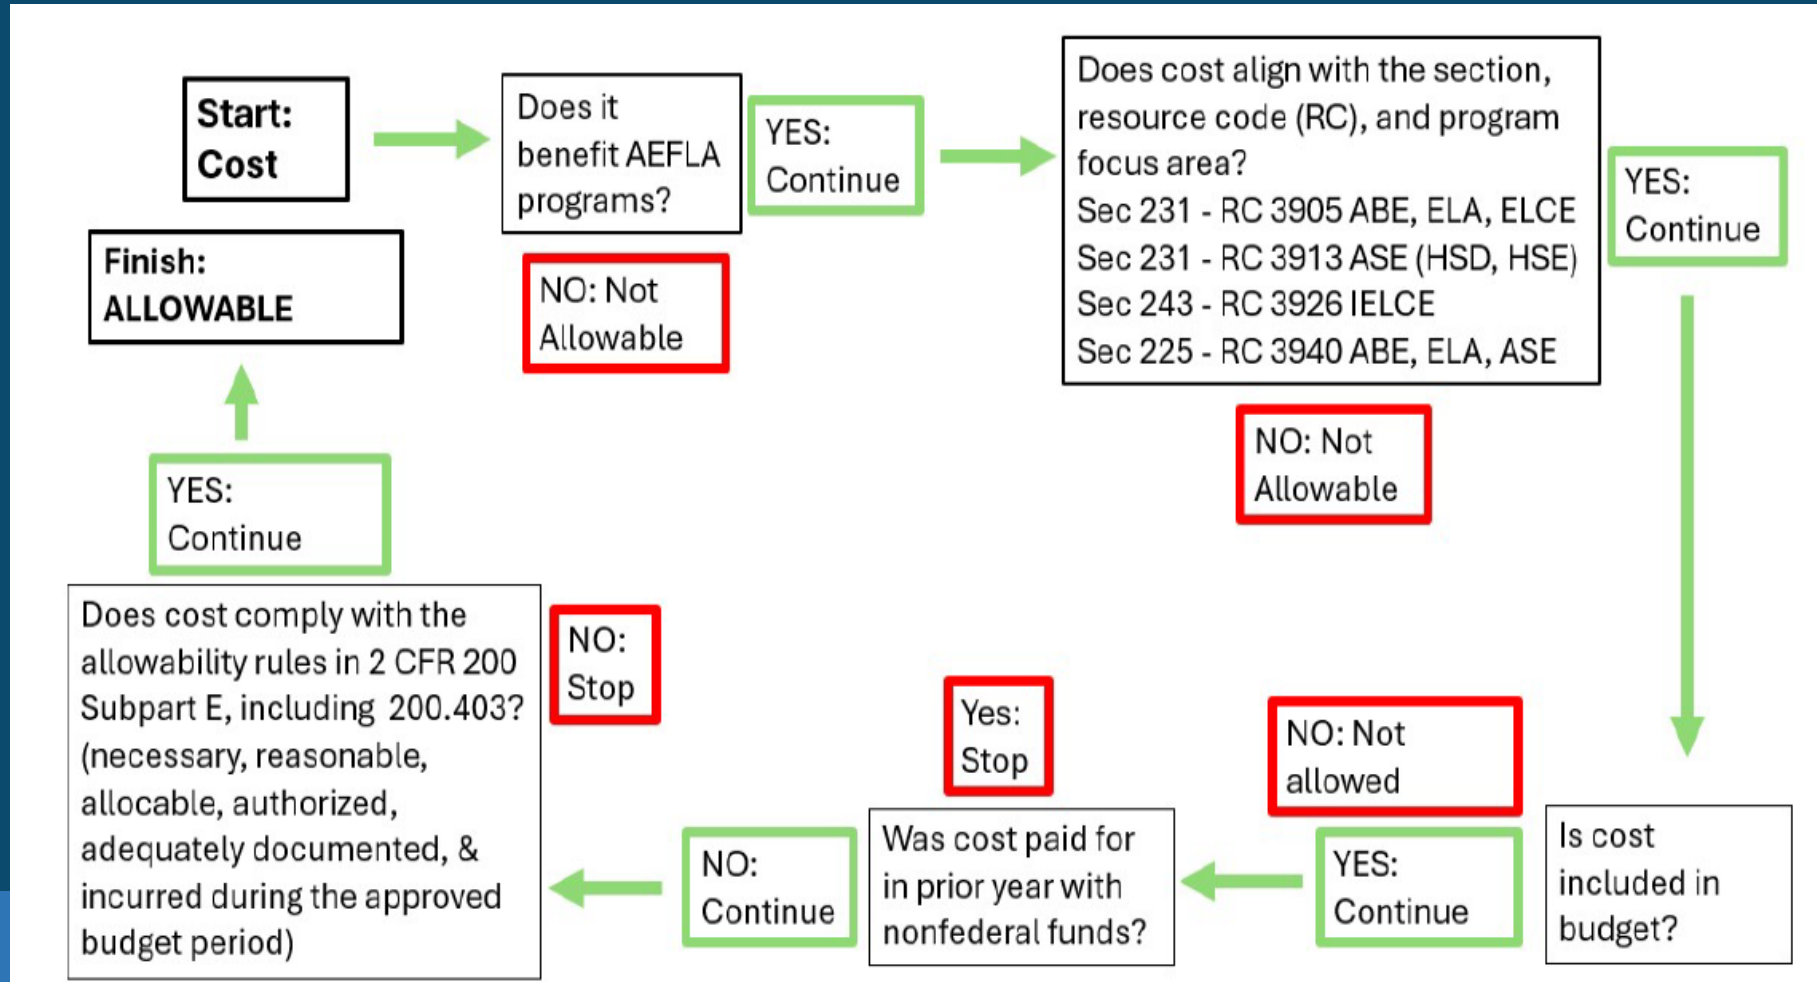 Start:
Cost
Does it
benefit AEFLA
programs?
YES:
Continue
NO: Not
Allowable
Does cost align with the section,
resource code (RC), and program
focus area?
Sec 231 - RC 3905 ABE, ELA, ELCE
Sec 231 - RC 3913 ASE (HSD, HSE)
Sec 243 - RC 3926 IELCE
Sec 225 - RC 3940 ABE, ELA, ASE
YES:
Continue
NO: Not
Allowable
Is cost
included in
budget?
NO: Not
allowed
YES:
Continue
Was cost paid for
in prior year with
nonfederal funds?
Yes:
Stop
NO:
Continue
Does cost comply with the
allowability rules in 2 CFR 200
Subpart E, including 200.403?
(necessary, reasonable,
allocable, authorized,
adequately documented, &
incurred during the approved
budget period)
NO:
Stop
YES:
Continue
Finish:
ALLOWABLE